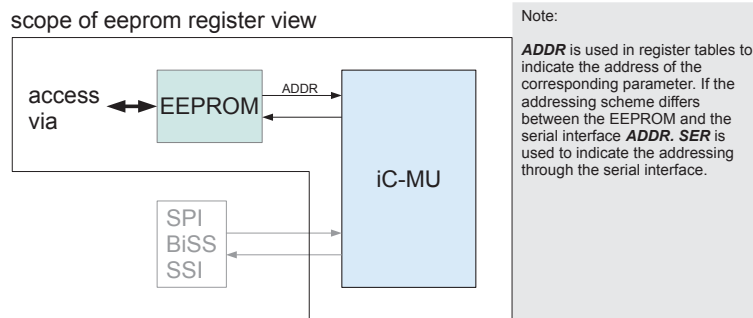 scope of eeprom register view
access
via
EEPROM
ADDR
iC-MU
SPI
BiSS
SSI
Note:
ADDR is used in register tables to
indicate the address of the
corresponding parameter. If the
addressing scheme differs
between the EEPROM and the
serial interface ADDR. SER is
used to indicate the addressing
through the serial interface.